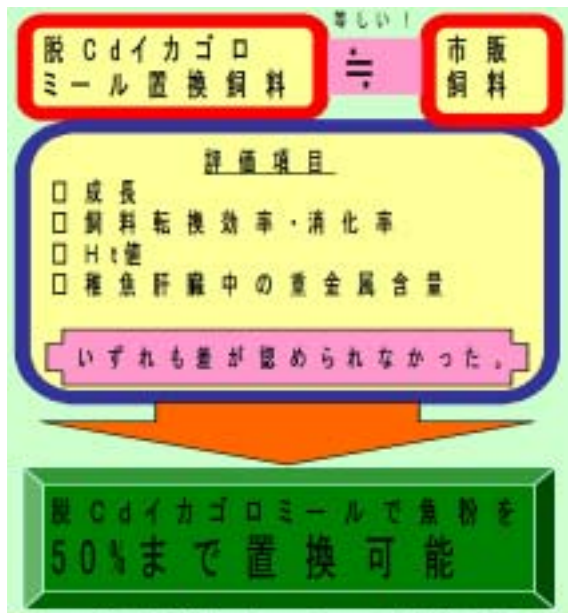 等しい！
脱Cdイカゴロ
ミール置換飼料
≒
市販
飼料
評価項目
□成長
□飼料転換効率・消化率
□Ht値
□稚魚肝臓中の重金属含量
いずれも差が認められなかった。
脱Cdイカゴロミールで魚粉を
50%まで置換可能